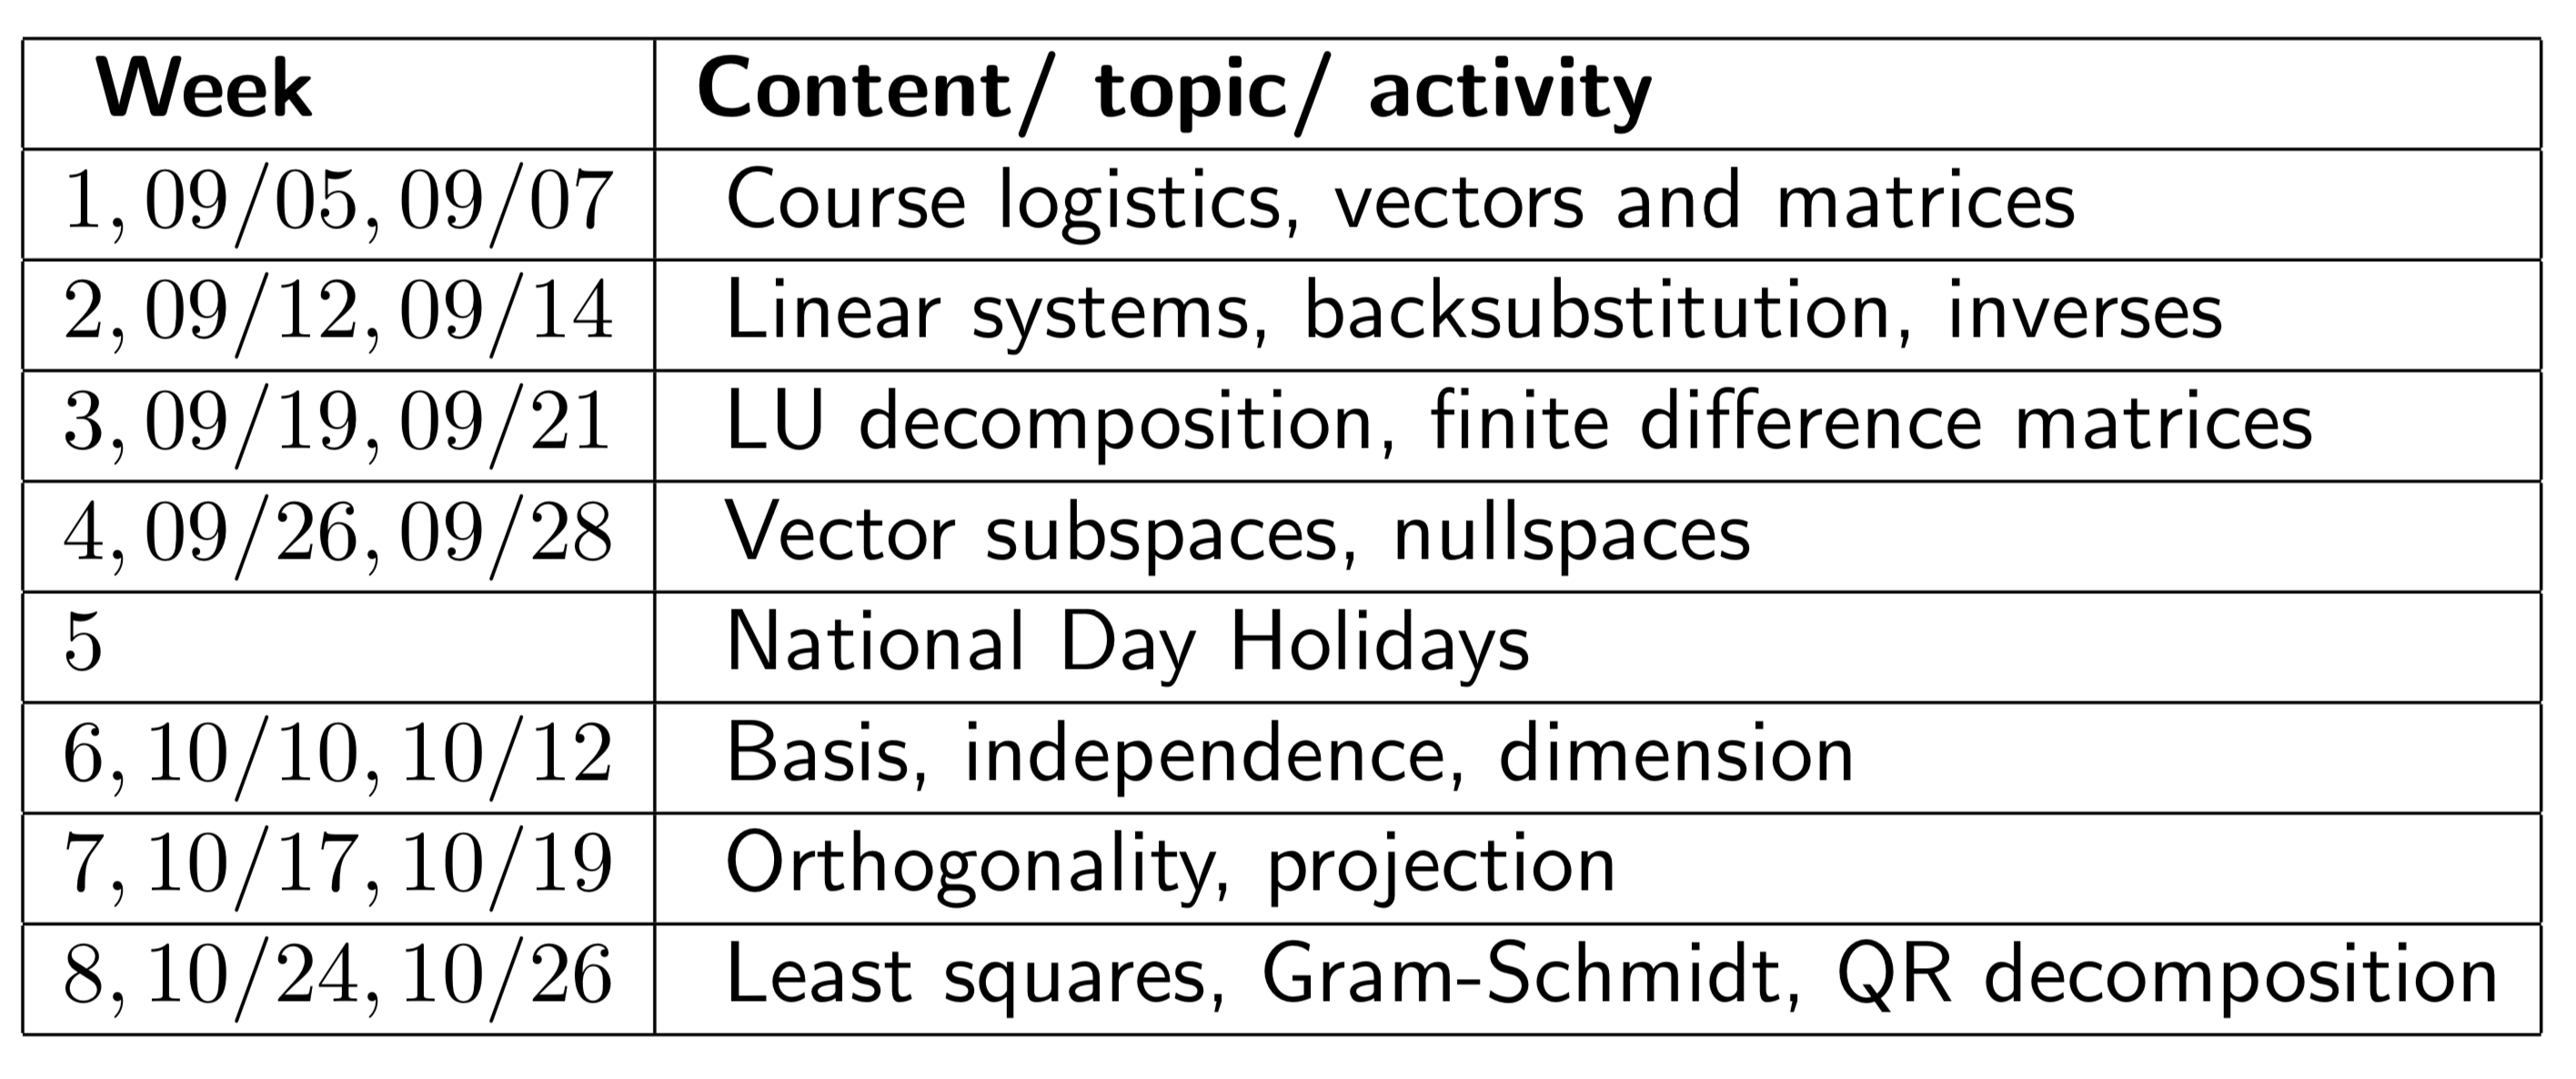 Week Content/ topic/ activity
1, 09/05, 09/07 Course logistics, vectors and matrices
2, 09/12, 09/14 Linear systems, backsubstitution, inverses
3, 09/19, 09/21 LU decomposition, finite difference matrices
4, 09/26, 09/28 Vector subspaces, nullspaces
5 National Day Holidays
6, 10/10, 10/12 Basis, independence, dimension
7, 10/17, 10/19 Orthogonality, projection
8, 10/24, 10/26 Least squares, Gram-Schmidt, QR decomposition